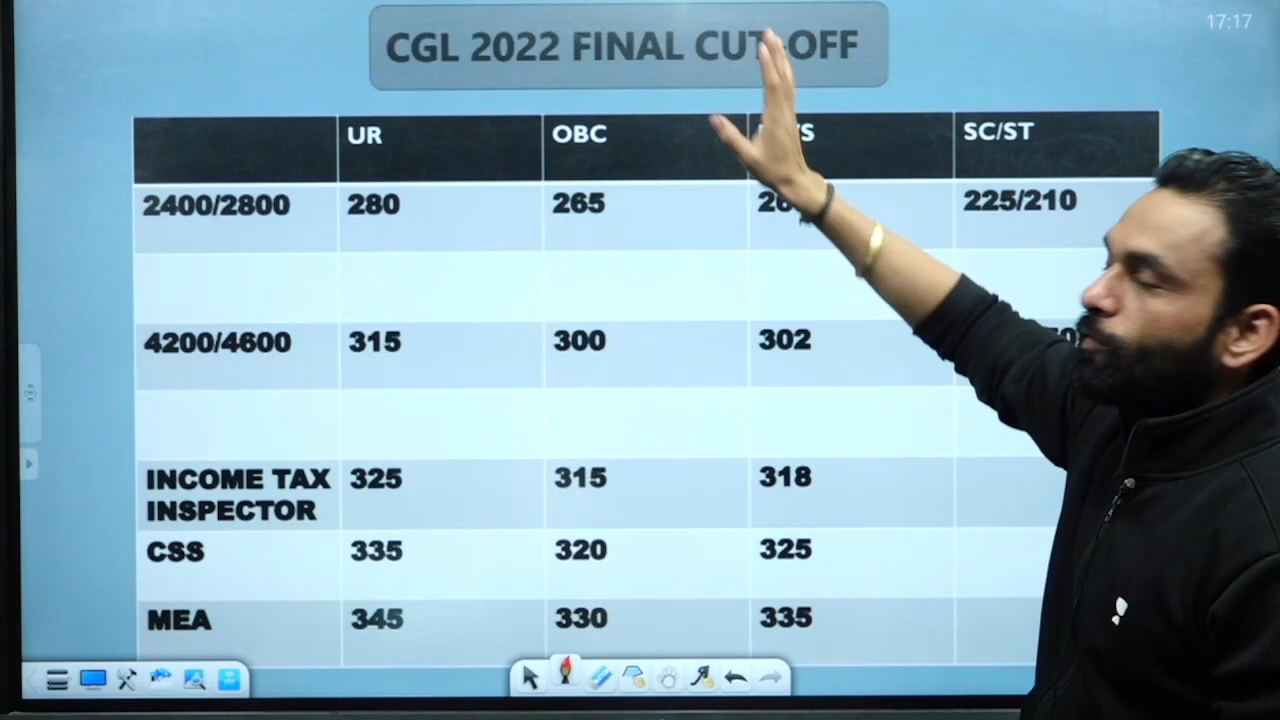 17:17
CGL 2022 FINAL CUT-OFF
UR OBC SC/ST
2400/2800 280 265 225/210
4200/4600 315 300 302
INCOME TAX 325 315 318
INSPECTOR
CSS 335 320 325
MEA 345 330 335